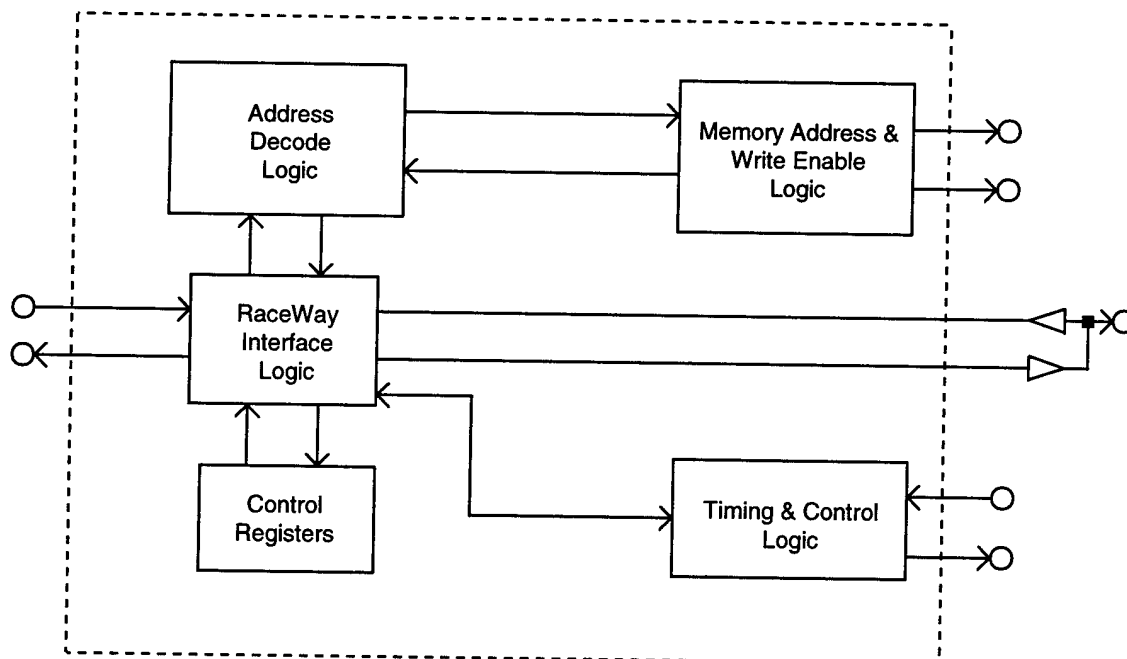 Address
Decode
Logic
Memory Address &
Write Enable
Logic
RaceWay
Interface
Logic
Control
Registers
Timing & Control
Logic